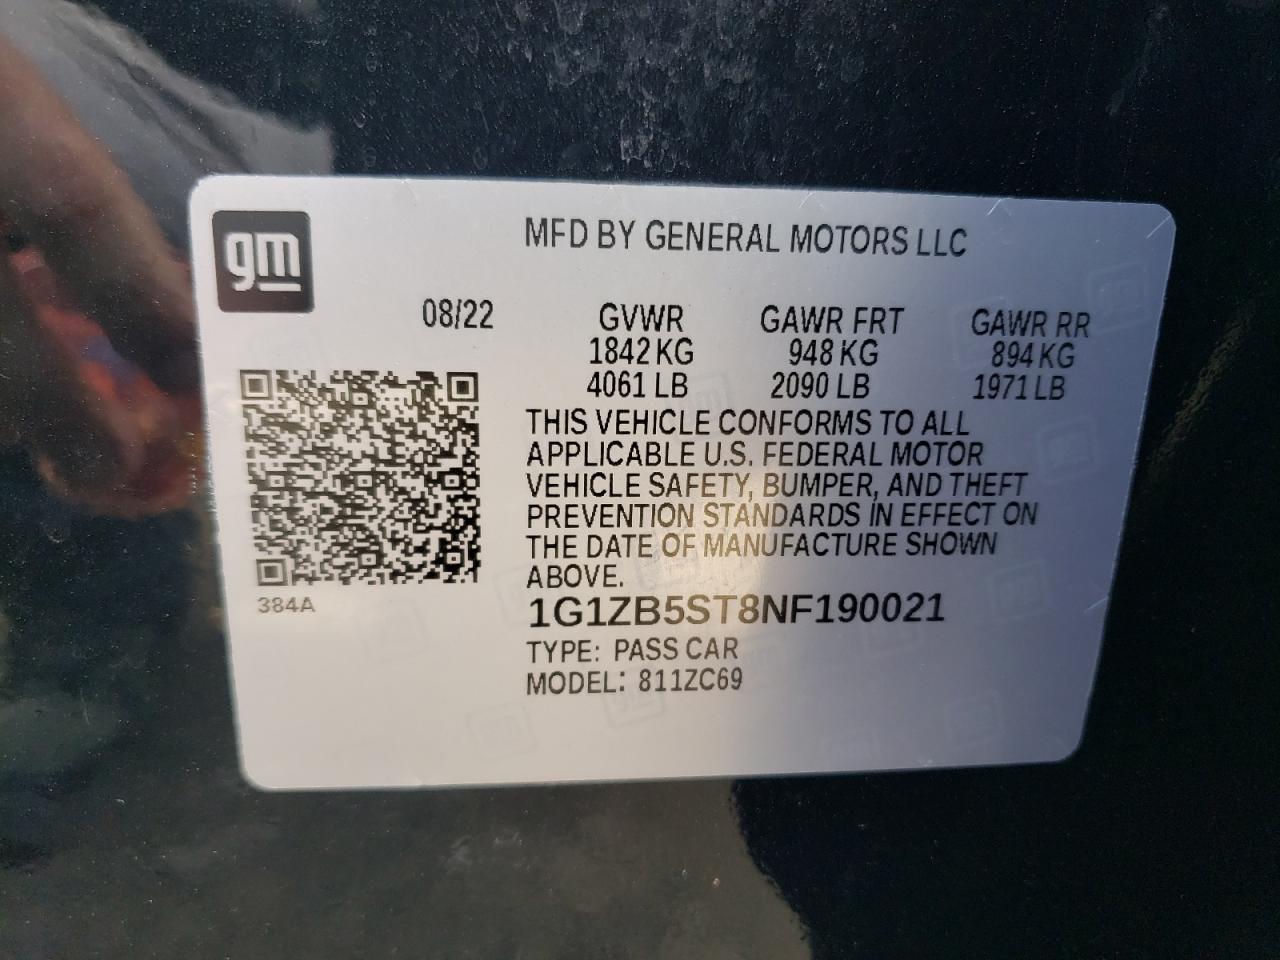 gm
MFD BY GENERAL MOTORS LLC
08/22 GVWR GAWR FRT GAWR RR
1842 KG 948 KG 894 KG
4061 LB 2090 LB 1971 LB
THIS VEHICLE CONFORMS TO ALL
APPLICABLE U.S. FEDERAL MOTOR
VEHICLE SAFETY, BUMPER, AND THEFT
PREVENTION STANDARDS IN EFFECT ON
THE DATE OF MANUFACTURE SHOWN
ABOVE.
384A
1G1ZB5ST8NF190021
TYPE: PASS CAR
MODEL: 811ZC69